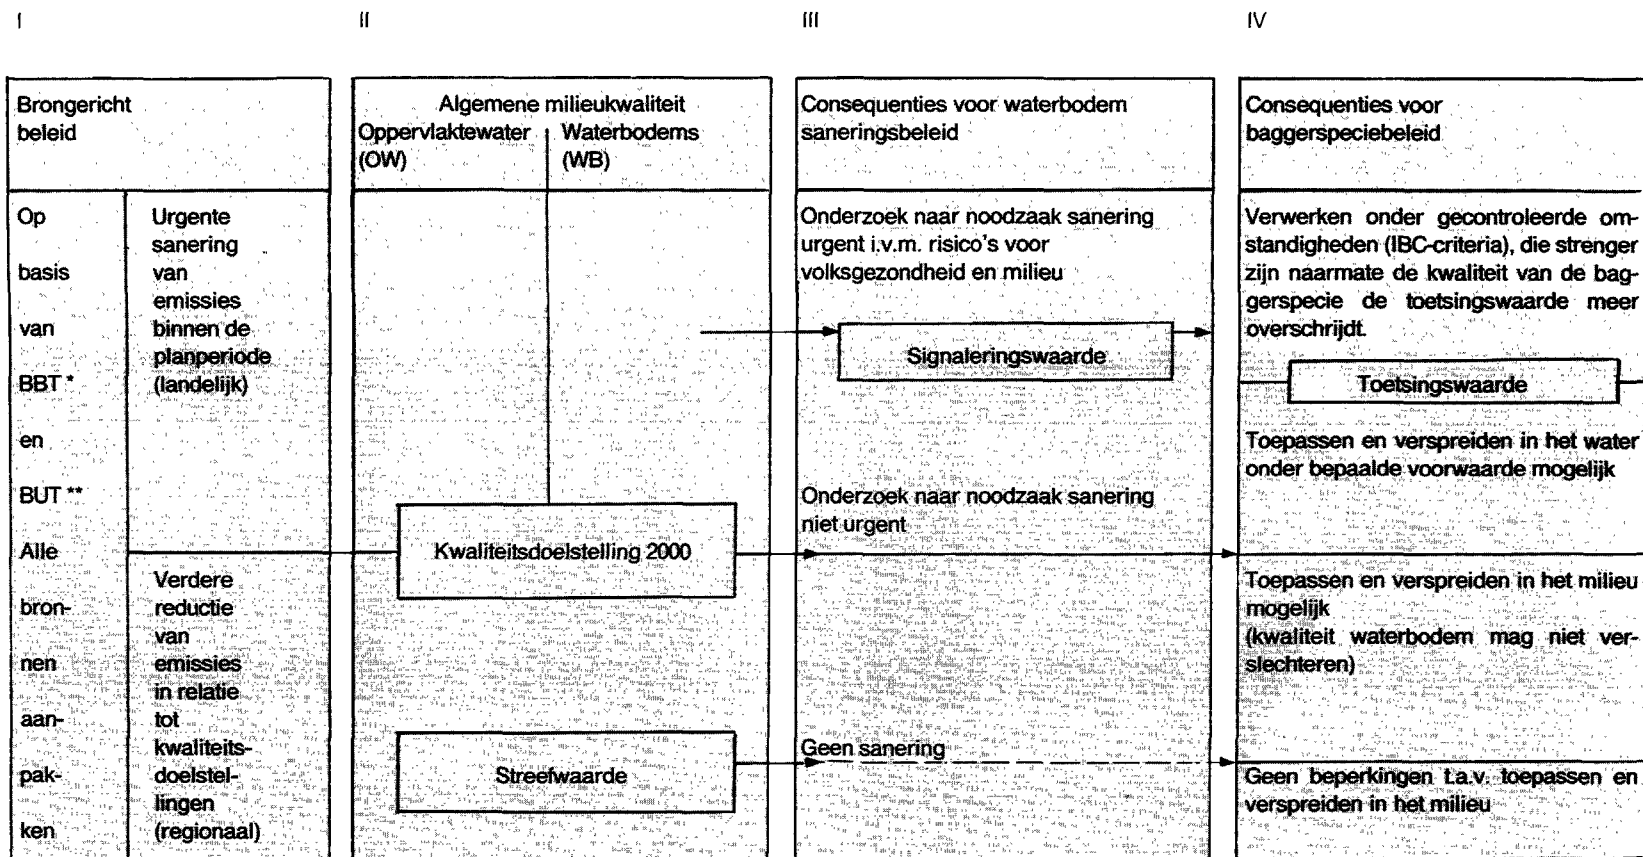 I
II
III
IV
Brongericht
beleid
Op
basis
van
BBT *
en
BUT **
Alle
bron-
nen
aan-
pak-
ken
Urgente
sanering
van
emissies
binnen de
planperiode
(landelijk)
Verdere
reductie
van
emissies
in relatie
tot
kwaliteits-
doelstel-
lingen
(regionaal)
Algemene milieukwaliteit
Oppervlaktewater
(OW)
Waterbodems
(WB)
Kwaliteitsdoelstelling 2000
Streefwaarde
Consequenties voor waterbodem
saneringsbeleid
Onderzoek naar noodzaak sanering
urgent i.v.m. risico's voor
volksgezondheid en milieu
Signaleringswaarde
Onderzoek naar noodzaak sanering
niet urgent
Geen sanering
Consequenties voor
baggerspeciebeleid
Verwerken onder gecontroleerde om-
standigheden (IBC-criteria), die strenger
zijn naarmate de kwaliteit van de bag-
gerspecie de toetsingswaarde meer
overschrijdt.
Toetsingswaarde
Toepassen en verspreiden in het water
onder bepaalde voorwaarde mogelijk
Toepassen en verspreiden in het milieu
mogelijk
(kwaliteit waterbodem mag niet ver-
slechteren)
Geen beperkingen t.a.v. toepassen en
verspreiden in het milieu